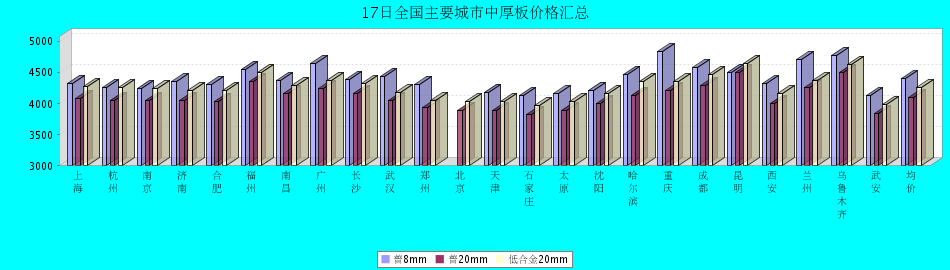 17日全国主要城市中厚板价格汇总
5000
4500
4000
3500
3000
上海
杭州
南京
济南
合肥
福州
南昌
广州
长沙
武汉
郑州
北京
天津
石家庄
太原
沈阳
哈尔滨
重庆
成都
昆明
西安
兰州
乌鲁木齐
武安
均价
普8mm
普20mm
低合金20mm